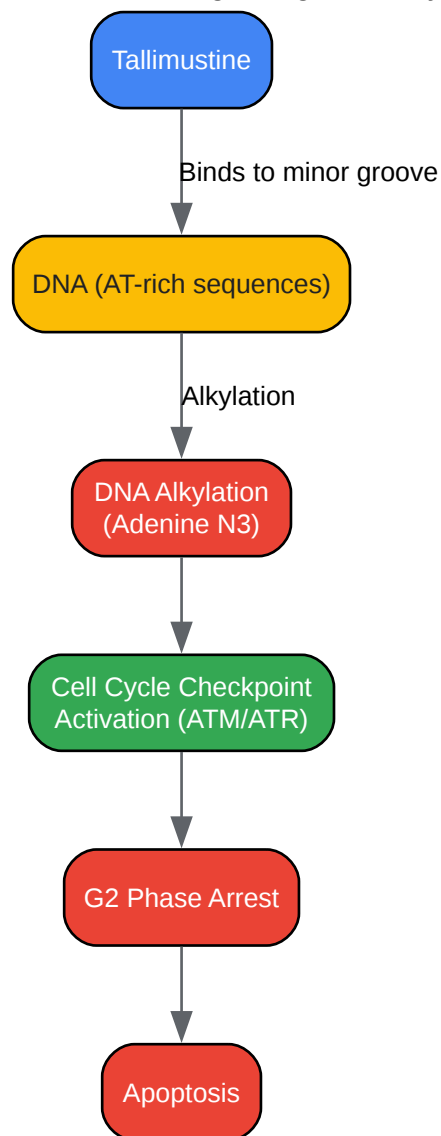 Tallimustine
Binds to minor groove
DNA (AT-rich sequences)
Alkylation
DNA Alkylation
(Adenine N3)
Cell Cycle Checkpoint
Activation (ATM/ATR)
G2 Phase Arrest
Apoptosis